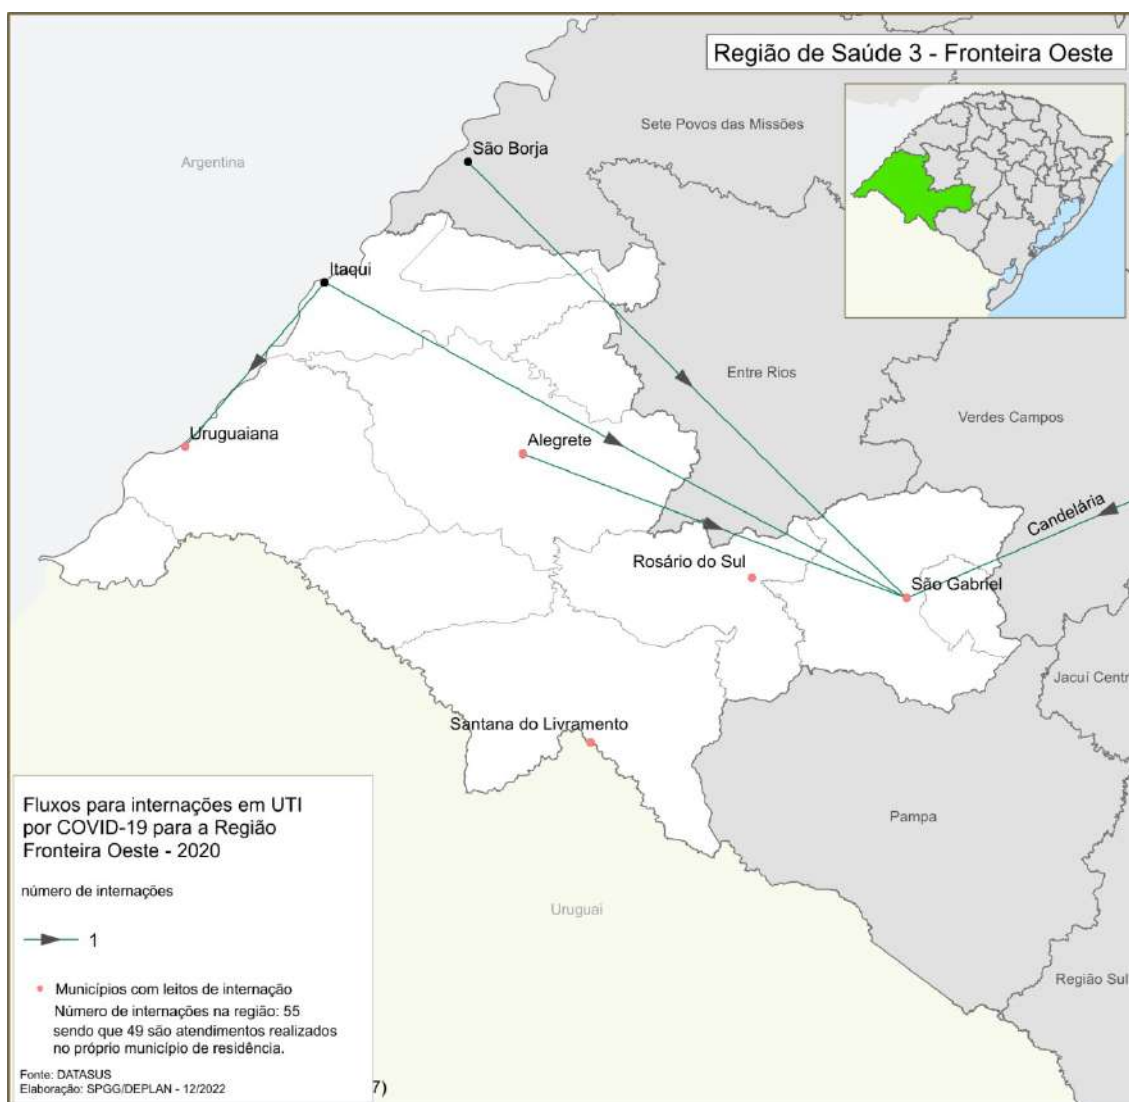 Região de Saúde 3 - Fronteira Oeste
Sete Povos das Missões
São Borja
Argentina
Itaqui
Entre Rios
Verdes Campos
Uruguaiana
Alegrete
Candelária
Rosário do Sul
São Gabriel
Jacuí Centr
Santana do Livramento
Pampa
Uruguai
Região Sul
Fluxos para internações em UTI
por COVID-19 para a Região
Fronteira Oeste - 2020
número de internações
1
Municípios com leitos de internação
Número de internações na região: 55
sendo que 49 são atendimentos realizados
no próprio município de residência.
Fonte: DATASUS
Elaboração: SPGG/DEPLAN - 12/2022
7)